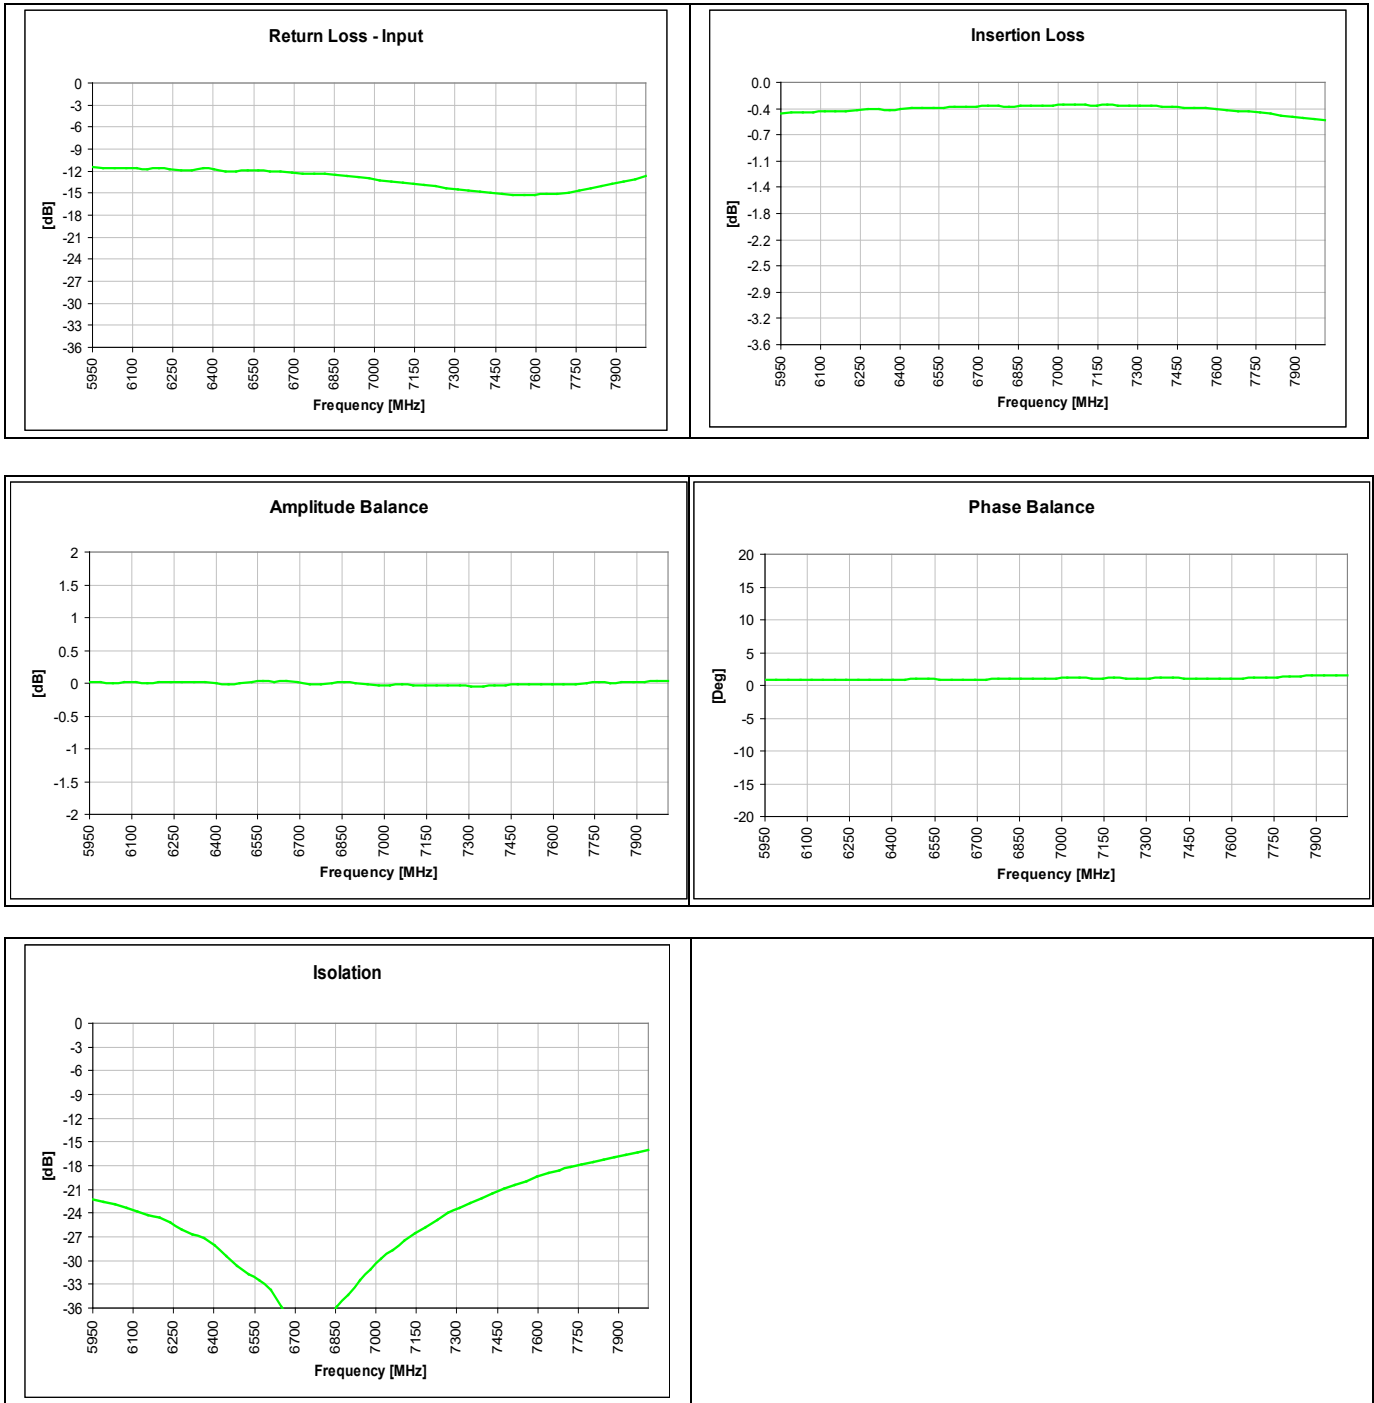 Return Loss - Input
0
-3
-6
-9
-12
-15
-18
-21
-24
-27
-30
-33
-36
[dB]
5950 6100 6250 6400 6550 6700 6850 7000 7150 7300 7450 7600 7750 7900
Frequency [MHz]
Insertion Loss
0.0
-0.4
-0.7
-1.1
-1.4
-1.8
-2.2
-2.5
-2.9
-3.2
-3.6
[dB]
5950 6100 6250 6400 6550 6700 6850 7000 7150 7300 7450 7600 7750 7900
Frequency [MHz]
Amplitude Balance
2
1.5
1
0.5
0
-0.5
-1
-1.5
-2
[dB]
5950 6100 6250 6400 6550 6700 6850 7000 7150 7300 7450 7600 7750 7900
Frequency [MHz]
Phase Balance
20
15
10
5
0
-5
-10
-15
-20
[Deg]
5950 6100 6250 6400 6550 6700 6850 7000 7150 7300 7450 7600 7750 7900
Frequency [MHz]
Isolation
0
-3
-6
-9
-12
-15
-18
-21
-24
-27
-30
-33
-36
[dB]
5950 6100 6250 6400 6550 6700 6850 7000 7150 7300 7450 7600 7750 7900
Frequency [MHz]